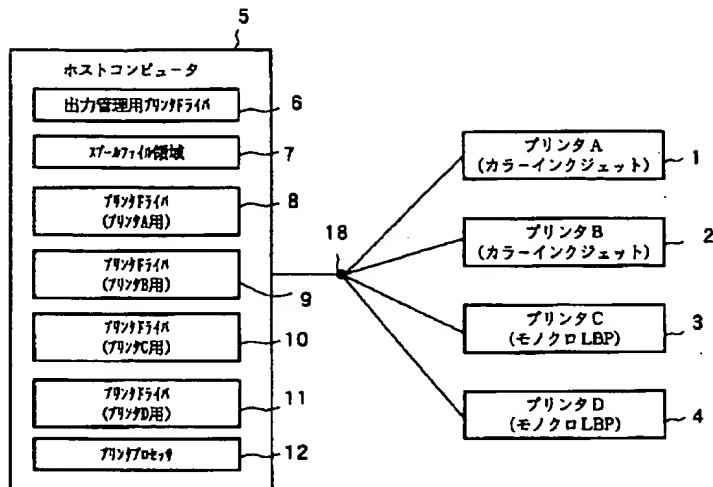 5
ホストコンピュータ
出力管理用プリンタドライバ
6
スプールファイル領域
7
プリンタドライバ
(プリンタA用)
8
プリンタドライバ
(プリンタB用)
9
プリンタドライバ
(プリンタC用)
10
プリンタドライバ
(プリンタD用)
11
プリントプロセッサ
12
18
プリンタA
(カラーインクジェット)
1
プリンタB
(カラーインクジェット)
2
プリンタC
(モノクロLBP)
3
プリンタD
(モノクロLBP)
4